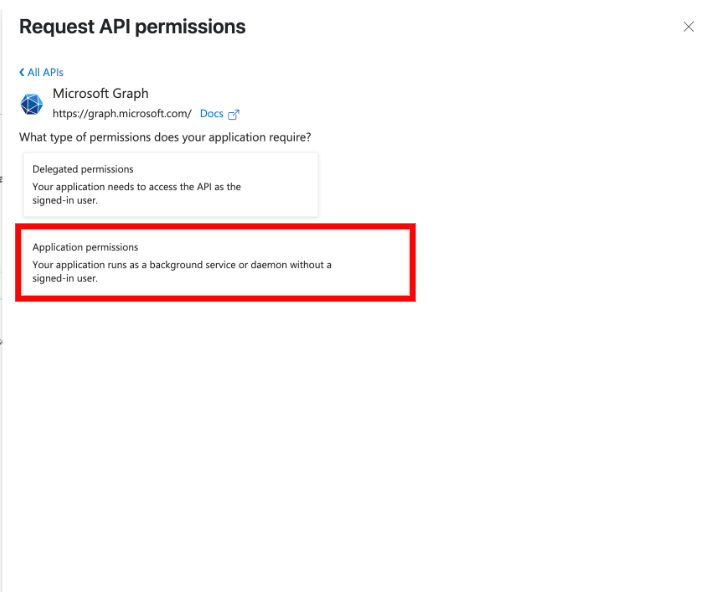 Request API permissions
All APIs
Microsoft Graph
https://graph.microsoft.com/ Docs
What type of permissions does your application require?
Delegated permissions
Your application needs to access the API as the
signed-in user.
Application permissions
Your application runs as a background service or daemon without a
signed-in user.